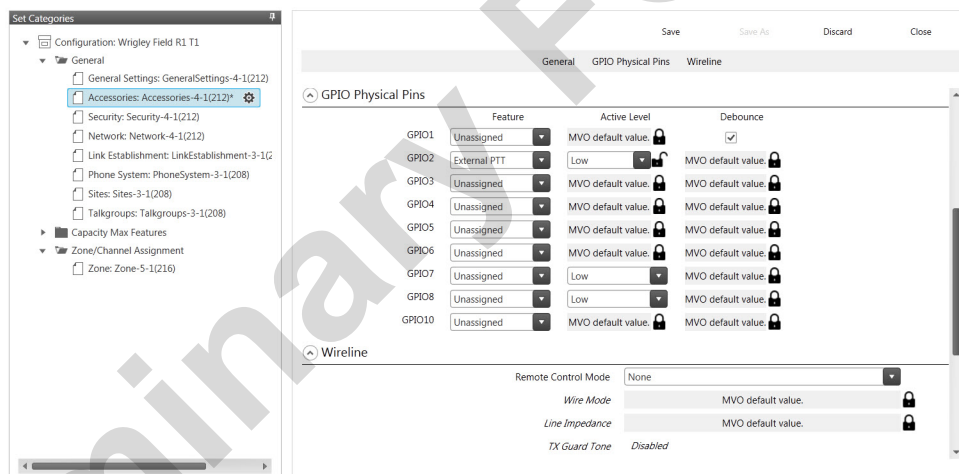 Set Categories
Configuration: Wrigley Field R1 T1
General
General Settings: GeneralSettings-4-1(212)
Accessories: Accessories-4-1(212)*
Security: Security-4-1(212)
Network: Network-4-1(212)
Link Establishment: LinkEstablishment-3-1(2
Phone System: PhoneSystem-3-1(208)
Sites: Sites-3-1(208)
Talkgroups: Talkgroups-3-1(208)
Capacity Max Features
Zone/Channel Assignment
Zone: Zone-5-1(216)
Save Save As Discard Close
General GPIO Physical Pins Wireline
GPIO Physical Pins
Feature Active Level Debounce
GPIO1 Unassigned MVO default value.
GPIO2 External PTT Low MVO default value.
GPIO3 Unassigned MVO default value. MVO default value.
GPIO4 Unassigned MVO default value. MVO default value.
GPIO5 Unassigned MVO default value. MVO default value.
GPIO6 Unassigned MVO default value. MVO default value.
GPIO7 Unassigned Low MVO default value.
GPIO8 Unassigned Low MVO default value.
GPIO10 Unassigned MVO default value. MVO default value.
Wireline
Remote Control Mode None
Wire Mode MVO default value.
Line Impedance MVO default value.
TX Guard Tone Disabled